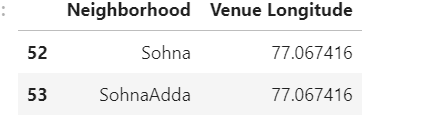 :
Neighborhood Venue Longitude
52 Sohna 77.067416
53 SohnaAdda 77.067416